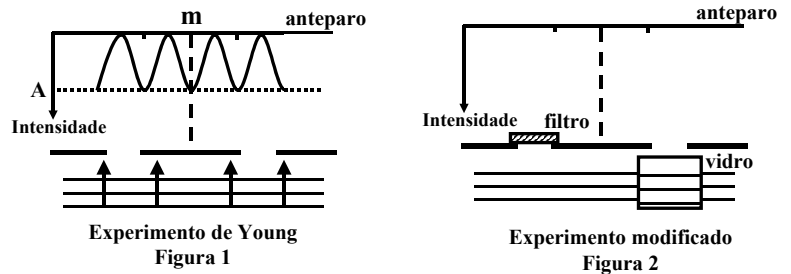 m
anteparo
A
Intensidade
Experimento de Young
Figura 1
anteparo
Intensidade
filtro
vidro
Experimento modificado
Figura 2